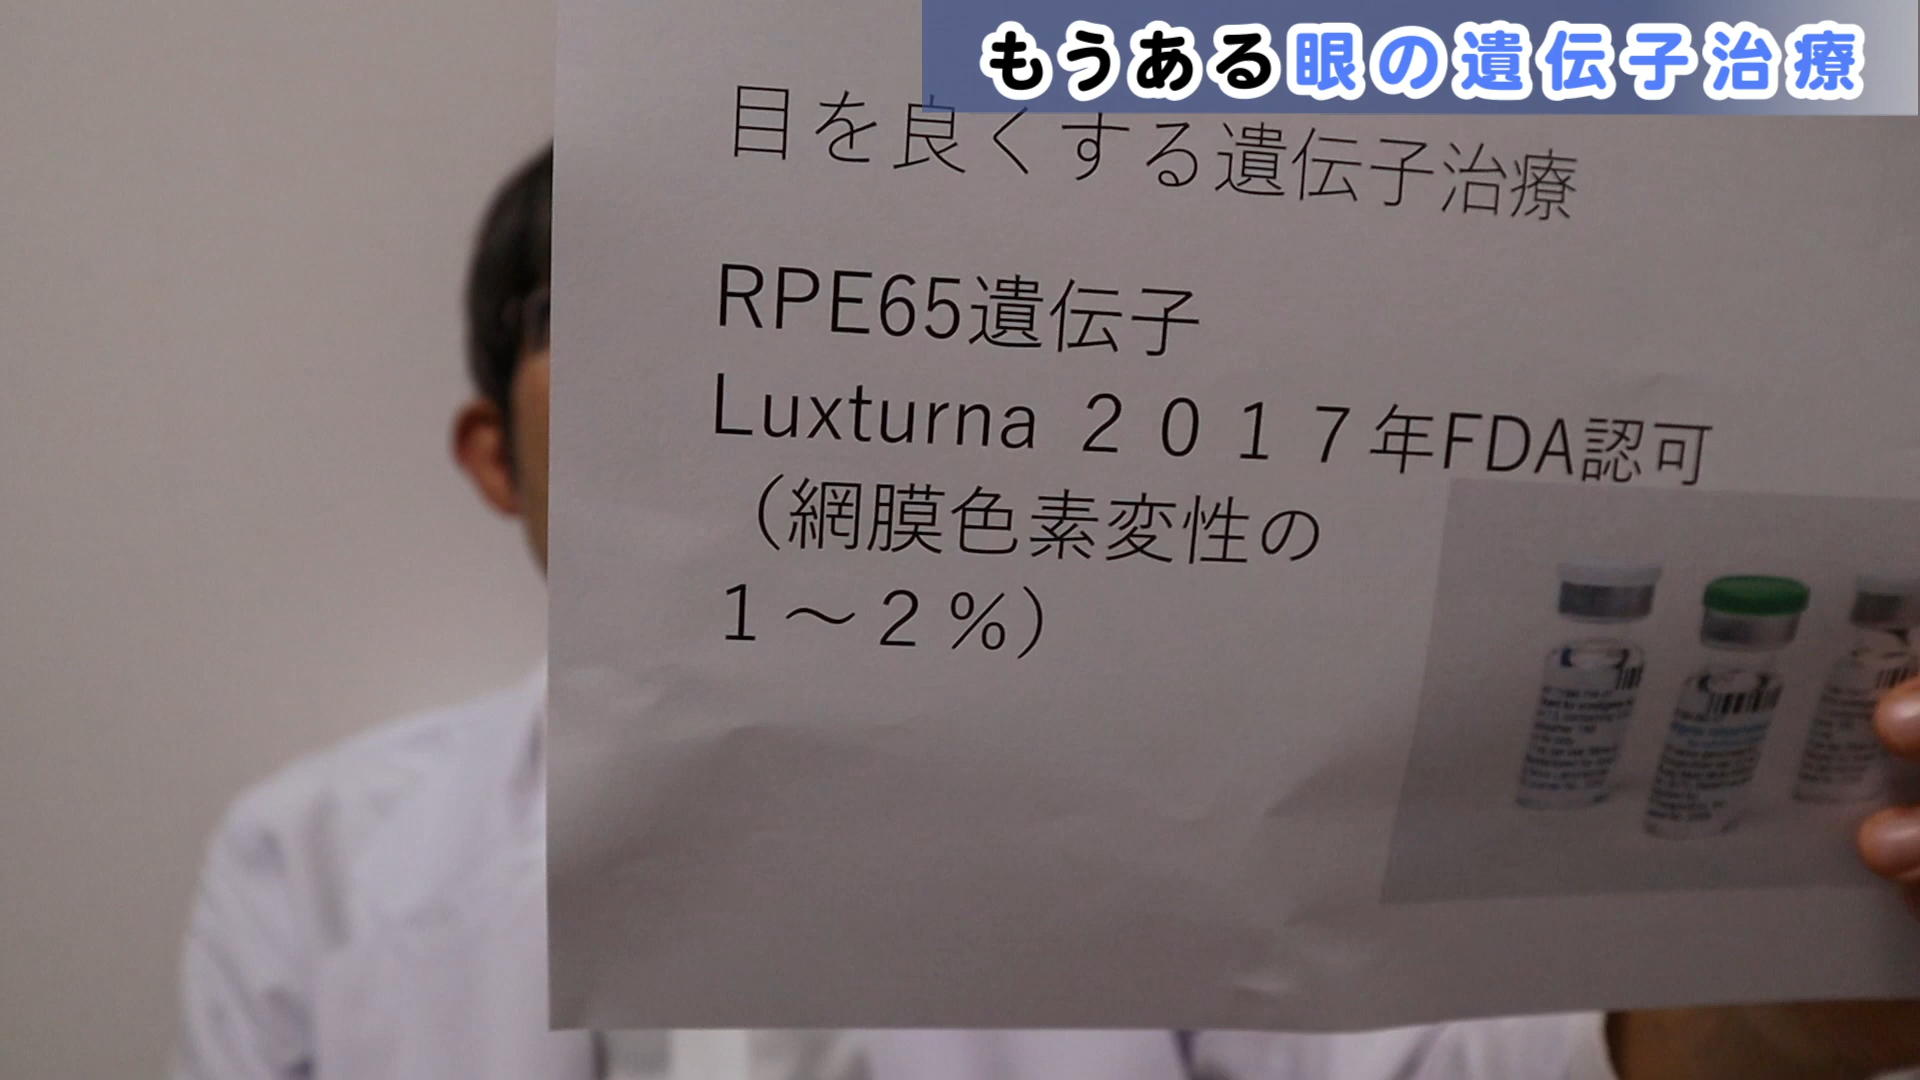 もうある眼の遺伝子治療
目を良くする遺伝子治療
RPE65遺伝子
Luxturna ２０１７年FDA認可
（網膜色素変性の
１～２％）